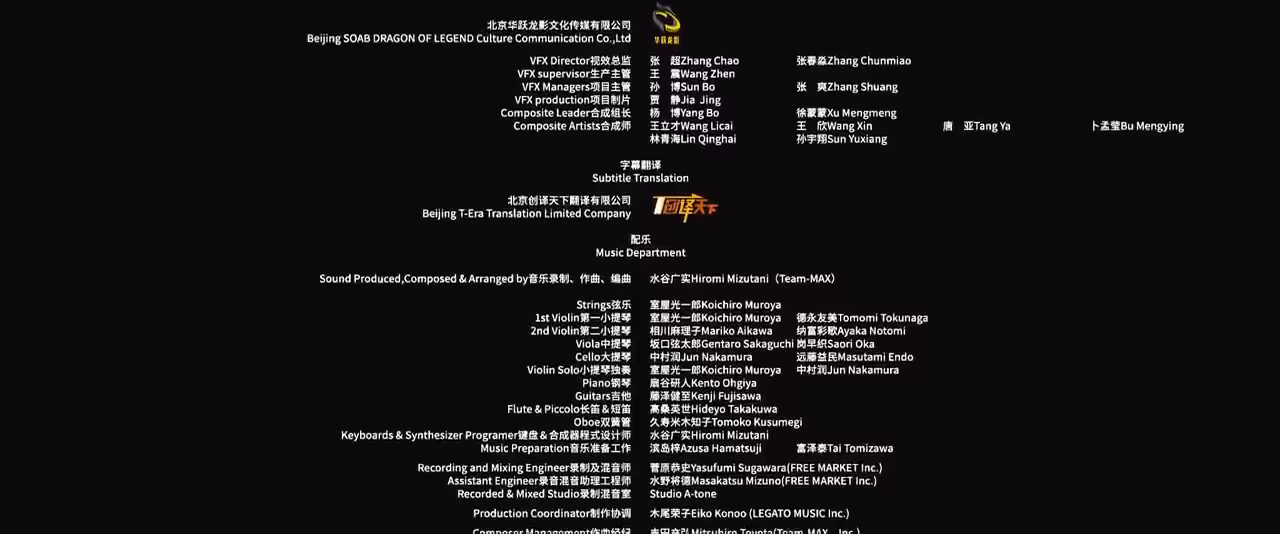 北京华跃龙影文化传媒有限公司
Beijing SOAB DRAGON OF LEGEND Culture Communication Co.,Ltd
华跃龙影
VFX Director视效总监 张 超Zhang Chao 张春焱Zhang Chunmiao
VFX supervisor生产主管 王 震Wang Zhen
VFX Managers项目主管 孙 博Sun Bo 张 爽Zhang Shuang
VFX production项目制片 贾 静Jia Jing
Composite Leader合成组长 杨 博Yang Bo 徐蒙蒙Xu Mengmeng
Composite Artists合成师 王立才Wang Licai 王 欣Wang Xin 唐 亚Tang Ya 卜孟莹Bu Mengying
林青海Lin Qinghai 孙宇翔Sun Yuxiang
字幕翻译
Subtitle Translation
北京创译天下翻译有限公司
Beijing T-Era Translation Limited Company
T创译天下
配乐
Music Department
Sound Produced,Composed & Arranged by音乐录制、作曲、编曲 水谷广实Hiromi Mizutani（Team-MAX）
Strings弦乐 室屋光一郎Koichiro Muroya
1st Violin第一小提琴 室屋光一郎Koichiro Muroya 德永友美Tomomi Tokunaga
2nd Violin第二小提琴 相川麻理子Mariko Aikawa 纳富彩歌Ayaka Notomi
Viola中提琴 坂口弦太郎Gentaro Sakaguchi 岗早织Saori Oka
Cello大提琴 中村润Jun Nakamura 远藤益民Masutami Endo
Violin Solo小提琴独奏 室屋光一郎Koichiro Muroya 中村润Jun Nakamura
Piano钢琴 扇谷研人Kento Ohgiya
Guitars吉他 藤泽健至Kenji Fujisawa
Flute & Piccolo长笛＆短笛 高桑英世Hideyo Takakuwa
Oboe双簧管 久寿米木知子Tomoko Kusumegi
Keyboards & Synthesizer Programer键盘＆合成器程式设计师 水谷广实Hiromi Mizutani
Music Preparation音乐准备工作 滨岛梓Azusa Hamatsuji 富泽泰Tai Tomizawa
Recording and Mixing Engineer录制及混音师 菅原恭史Yasufumi Sugawara(FREE MARKET Inc.)
Assistant Engineer录音混音助理工程师 水野将德Masakatsu Mizuno(FREE MARKET Inc.)
Recorded & Mixed Studio录制混音室 Studio A-tone
Production Coordinator制作协调 木尾荣子Eiko Konoo (LEGATO MUSIC Inc.)
Composer Management作曲经纪 Mitsuhiro Toyota(Team-MAX Inc.)